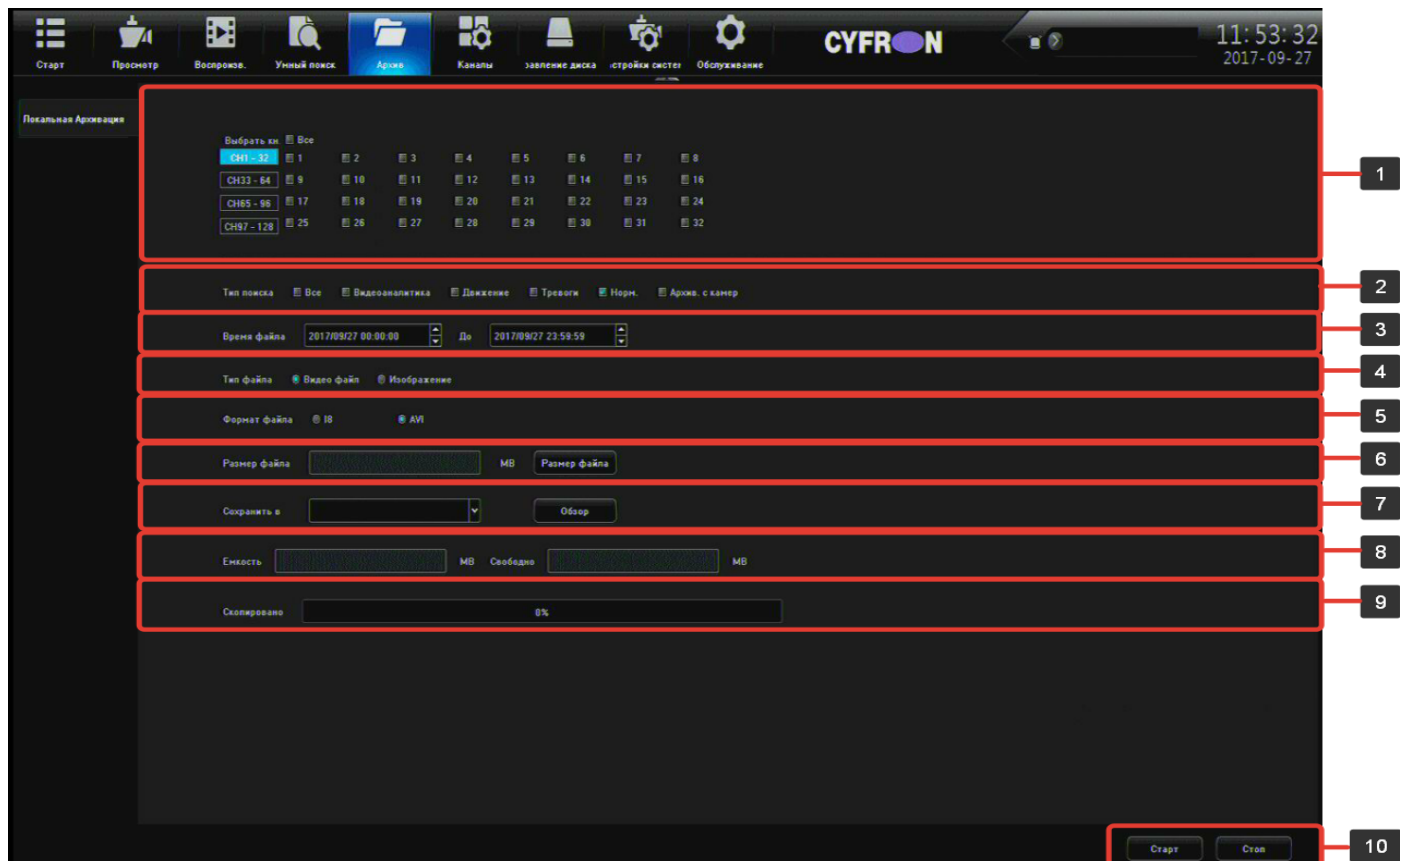 CYFRON
11:53:32
2017-09-27
Старт Просмотр Воспроизв. Умный поиск Архив Каналы завление диска стройки систег Обслуживание
Локальная Архивация
Выбрать кн. Все
CH1 - 32 1 2 3 4 5 6 7 8
CH33 - 64 9 10 11 12 13 14 15 16
CH65 - 96 17 18 19 20 21 22 23 24
CH97 - 128 25 26 27 28 29 30 31 32
1
Тип поиска Все Видеоаналитика Движение Тревоги Норм. Архив. с камер
2
Время файла 2017/09/27 00:00:00 До 2017/09/27 23:59:59
3
Тип файла Видео файл Изображение
4
Формат файла I8 AVI
5
Размер файла MB Размер файла
6
Сохранить в Обзор
7
Емкость MB Свободно MB
8
Скопировано 0%
9
Старт Стоп
10